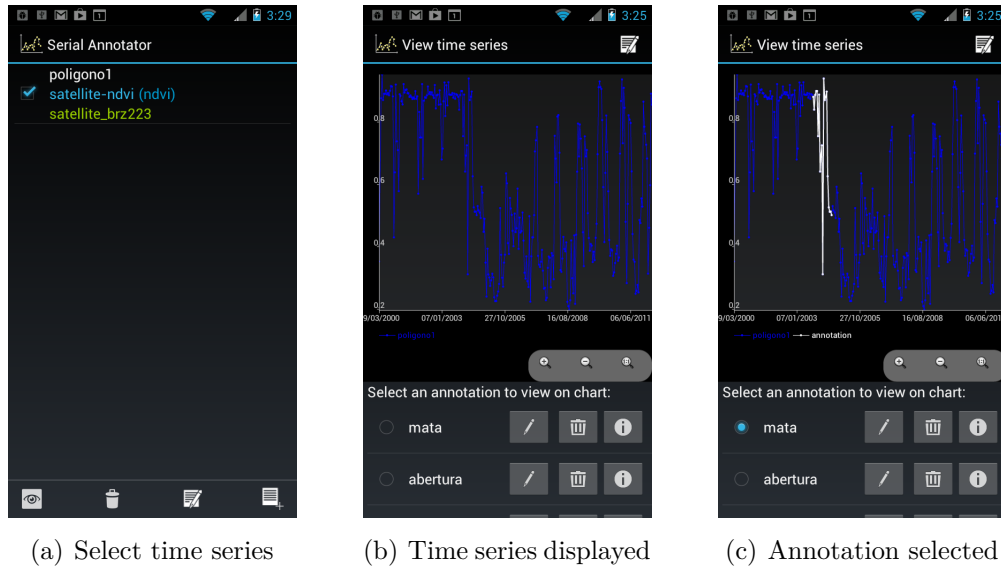 3:29
Serial Annotator
poligono1
satellite-ndvi (ndvi)
satellite_brz223
(a) Select time series
1
3:25
View time series
0,8
0,6
0,4
0,2
9/03/2000 07/01/2003 27/10/2005 16/08/2008 06/06/2011
poligono1
Select an annotation to view on chart:
mata
abertura
(b) Time series displayed
1
3:25
View time series
0,8
0,6
0,4
0,2
9/03/2000 07/01/2003 27/10/2005 16/08/2008 06/06/201
poligono1 annotation
Select an annotation to view on chart:
mata
abertura
(c) Annotation selected